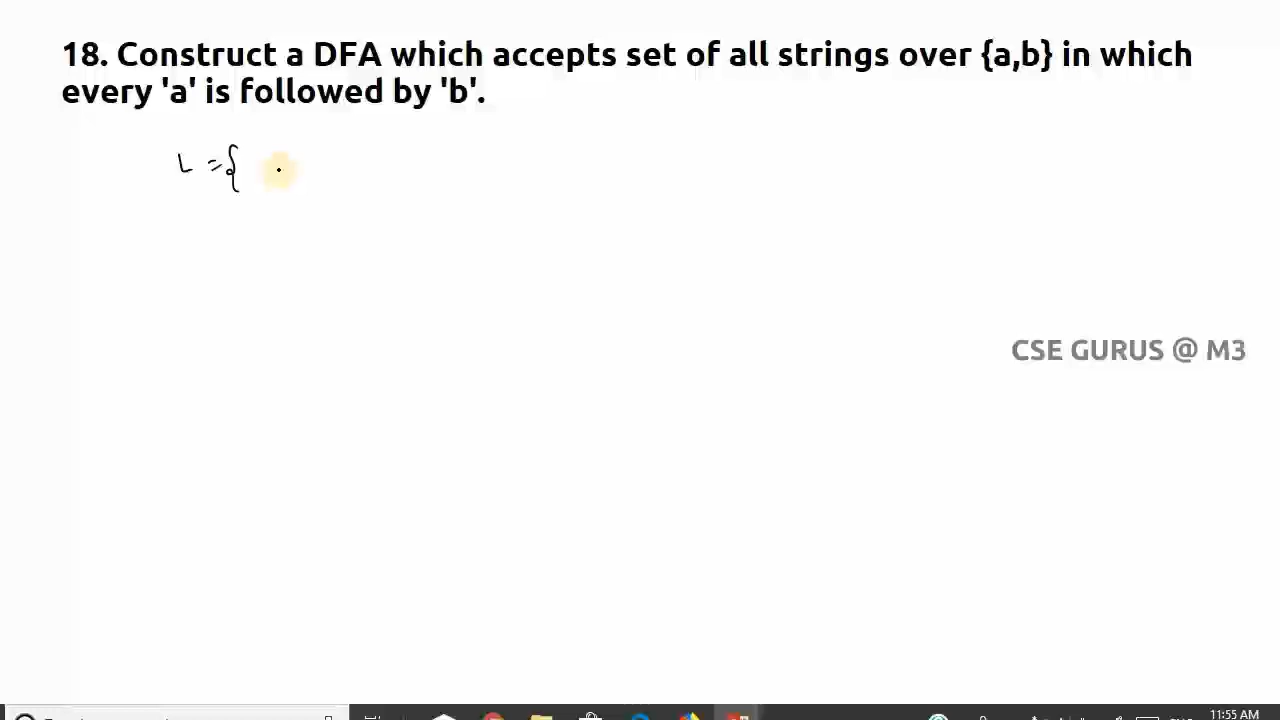 18. Construct a DFA which accepts set of all strings over {a,b} in which
every 'a' is followed by 'b'.
L = {
CSE GURUS @ M3
11:55 AM